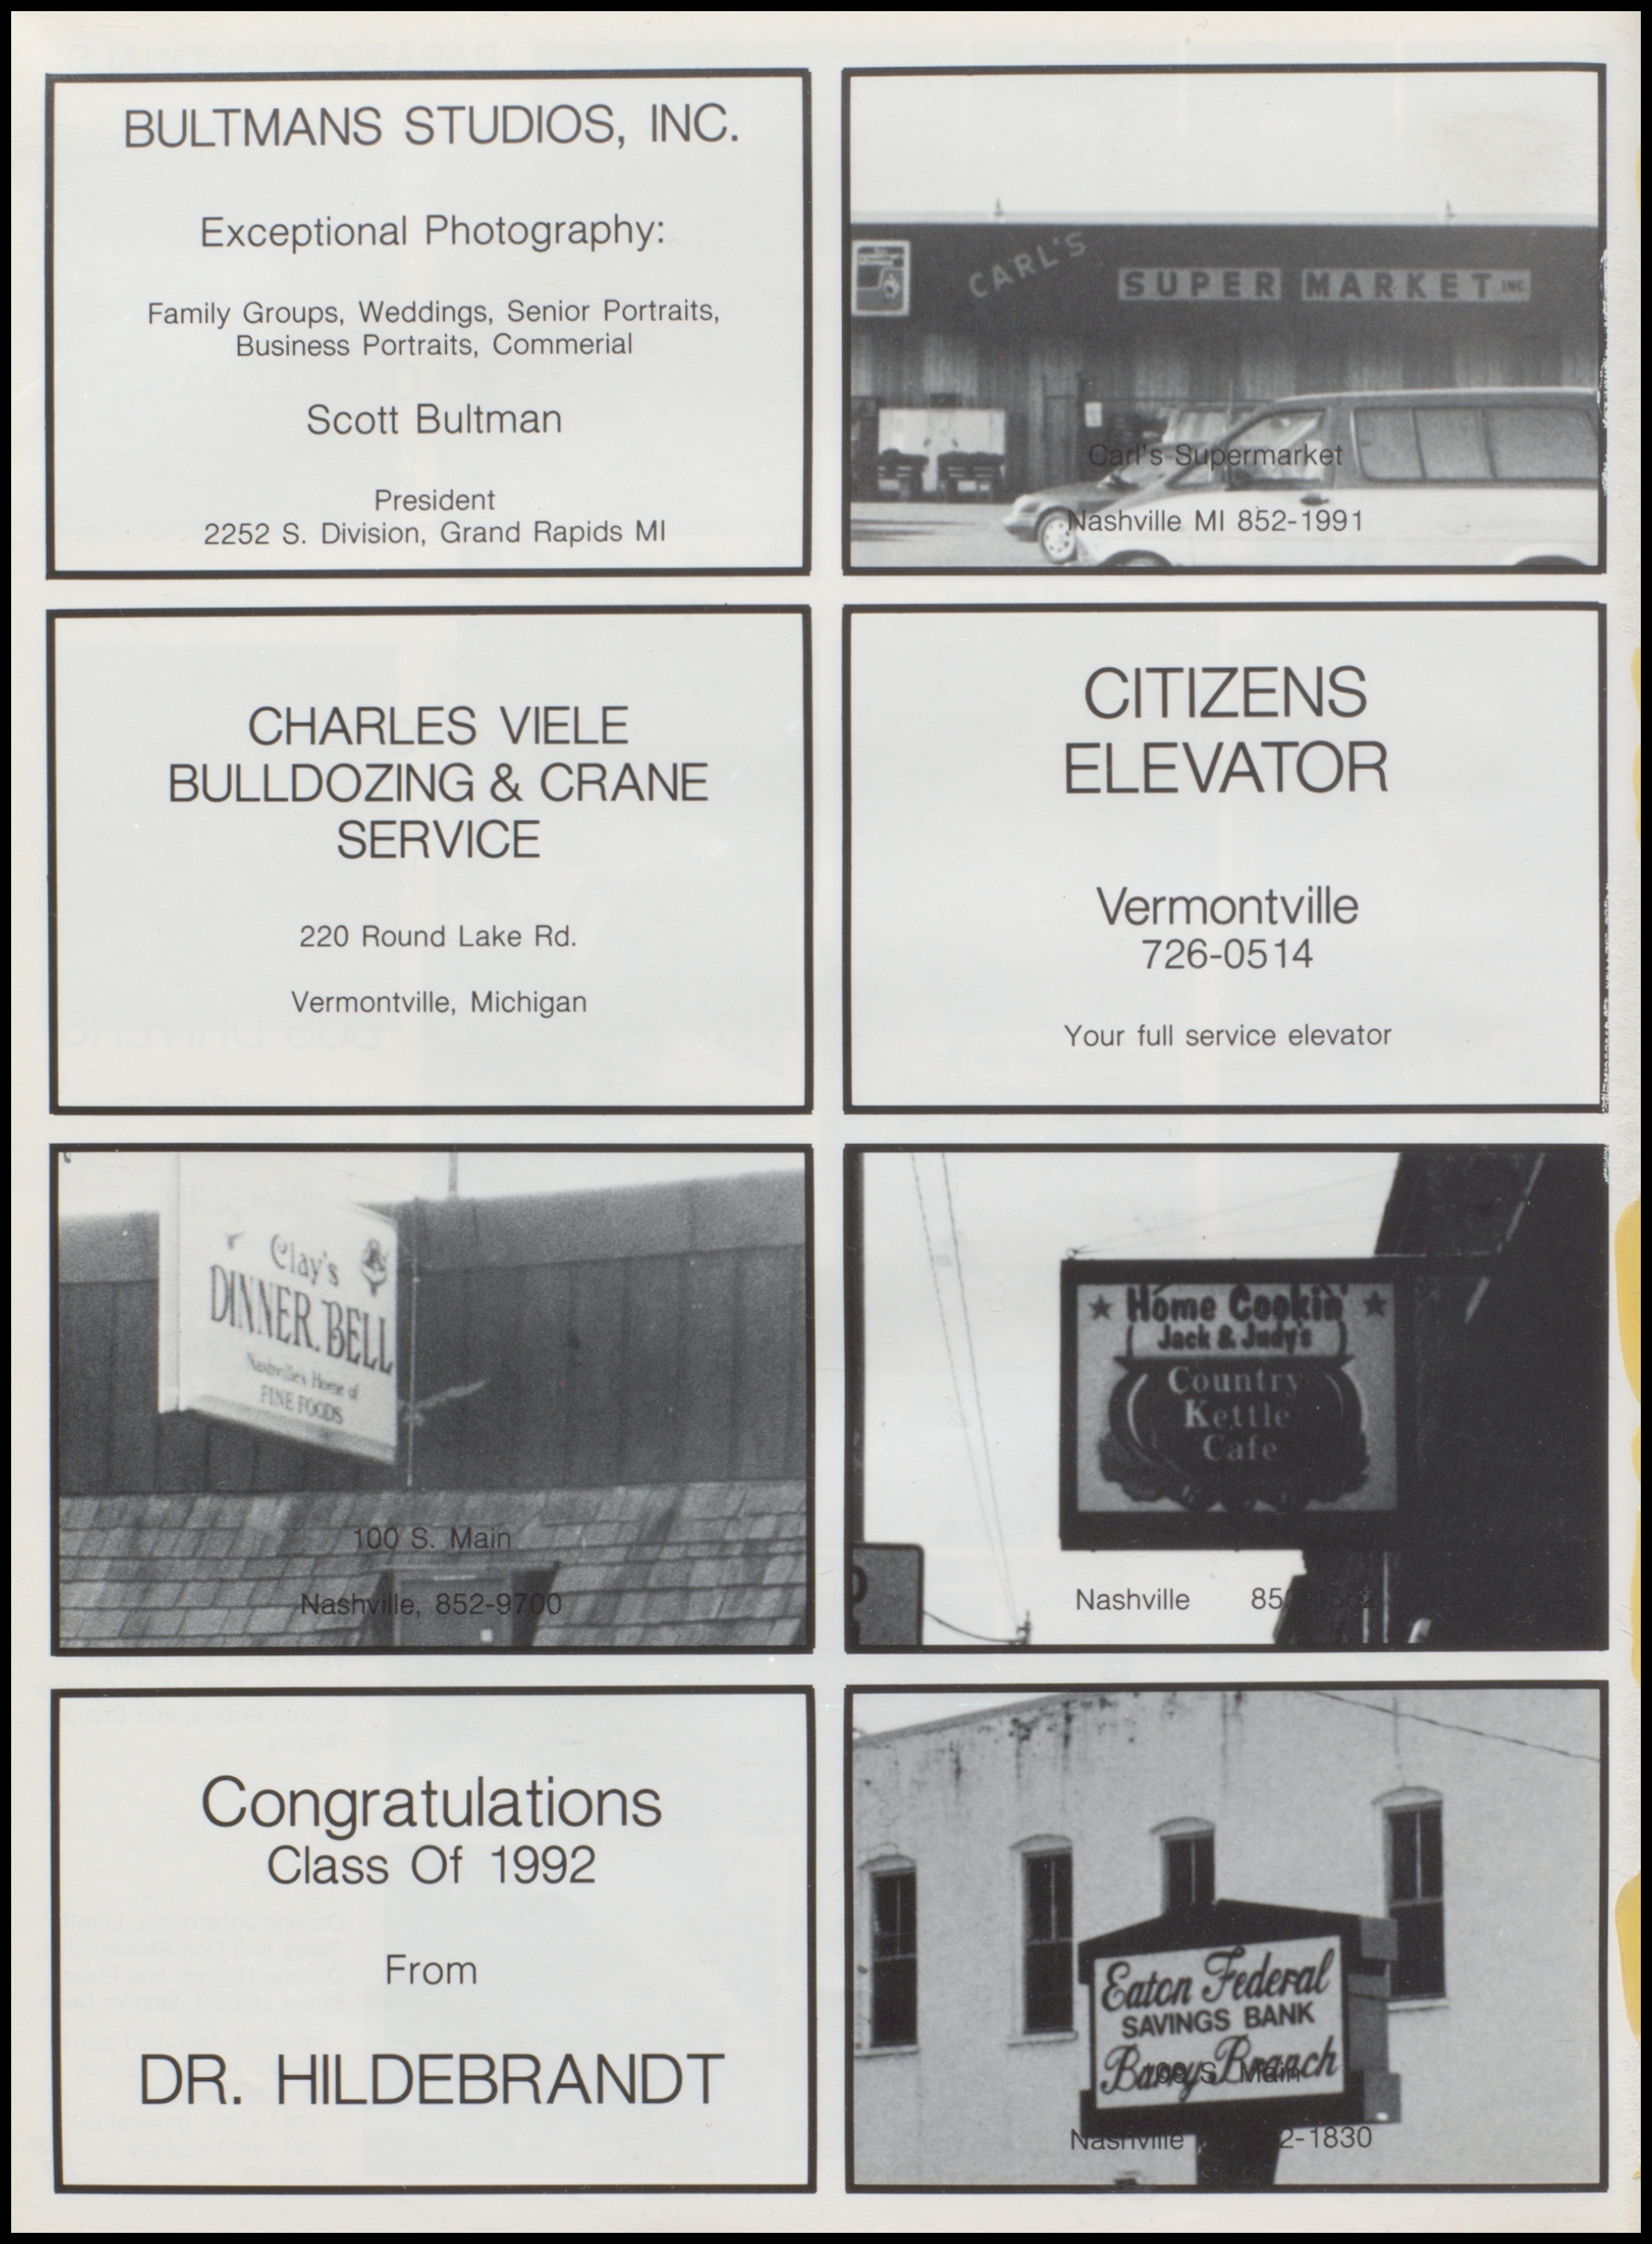 BULTMANS STUDIOS, INC.
Exceptional Photography:
Family Groups, Weddings, Senior Portraits,
Business Portraits, Commerial
Scott Bultman
President
2252 S. Division, Grand Rapids MI
CARL'S
SUPER MARKET INC.
Carl's Supermarket
Nashville MI 852-1991
CHARLES VIELE
BULLDOZING & CRANE
SERVICE
220 Round Lake Rd.
Vermontville, Michigan
CITIZENS
ELEVATOR
Vermontville
726-0514
Your full service elevator
Clay's
DINNER BELL
Nashville's Home of
FINE FOODS
100 S. Main
Nashville, 852-9700
Home Cookin'
Jack & Judy's
Country
Kettle
Cafe
Nashville
Congratulations
Class Of 1992
From
DR. HILDEBRANDT
Eaton Federal
SAVINGS BANK
Barry Branch
S. Main
Nashville 2-1830